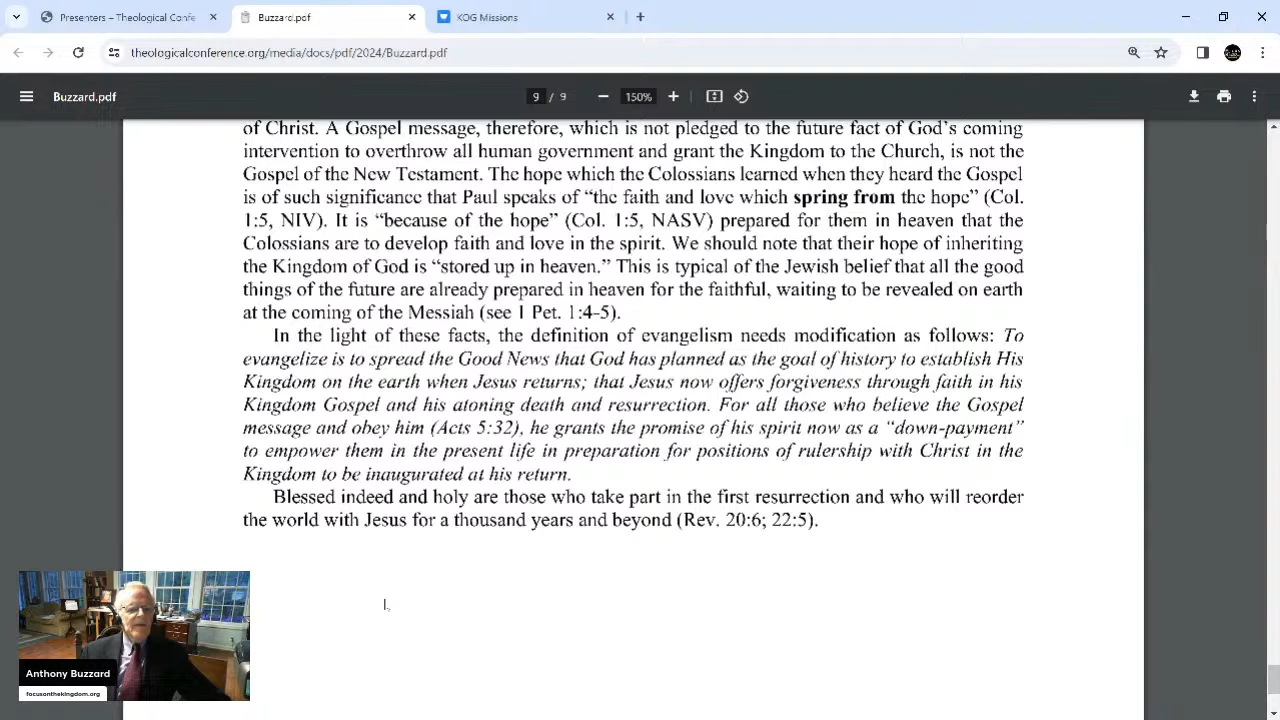 Presenters – Theological Confe
Buzzard.pdf
KOG Missions
theologicalconference.org/media/docs/pdf/2024/Buzzard.pdf
Buzzard.pdf
9 / 9
150%
of Christ. A Gospel message, therefore, which is not pledged to the future fact of God's coming
intervention to overthrow all human government and grant the Kingdom to the Church, is not the
Gospel of the New Testament. The hope which the Colossians learned when they heard the Gospel
is of such significance that Paul speaks of “the faith and love which spring from the hope” (Col.
1:5, NIV). It is “because of the hope” (Col. 1:5, NASV) prepared for them in heaven that the
Colossians are to develop faith and love in the spirit. We should note that their hope of inheriting
the Kingdom of God is “stored up in heaven.” This is typical of the Jewish belief that all the good
things of the future are already prepared in heaven for the faithful, waiting to be revealed on earth
at the coming of the Messiah (see 1 Pet. 1:4-5).
In the light of these facts, the definition of evangelism needs modification as follows: To
evangelize is to spread the Good News that God has planned as the goal of history to establish His
Kingdom on the earth when Jesus returns; that Jesus now offers forgiveness through faith in his
Kingdom Gospel and his atoning death and resurrection. For all those who believe the Gospel
message and obey him (Acts 5:32), he grants the promise of his spirit now as a “down-payment”
to empower them in the present life in preparation for positions of rulership with Christ in the
Kingdom to be inaugurated at his return.
Blessed indeed and holy are those who take part in the first resurrection and who will reorder
the world with Jesus for a thousand years and beyond (Rev. 20:6; 22:5).
Anthony Buzzard
focusonthekingdom.org